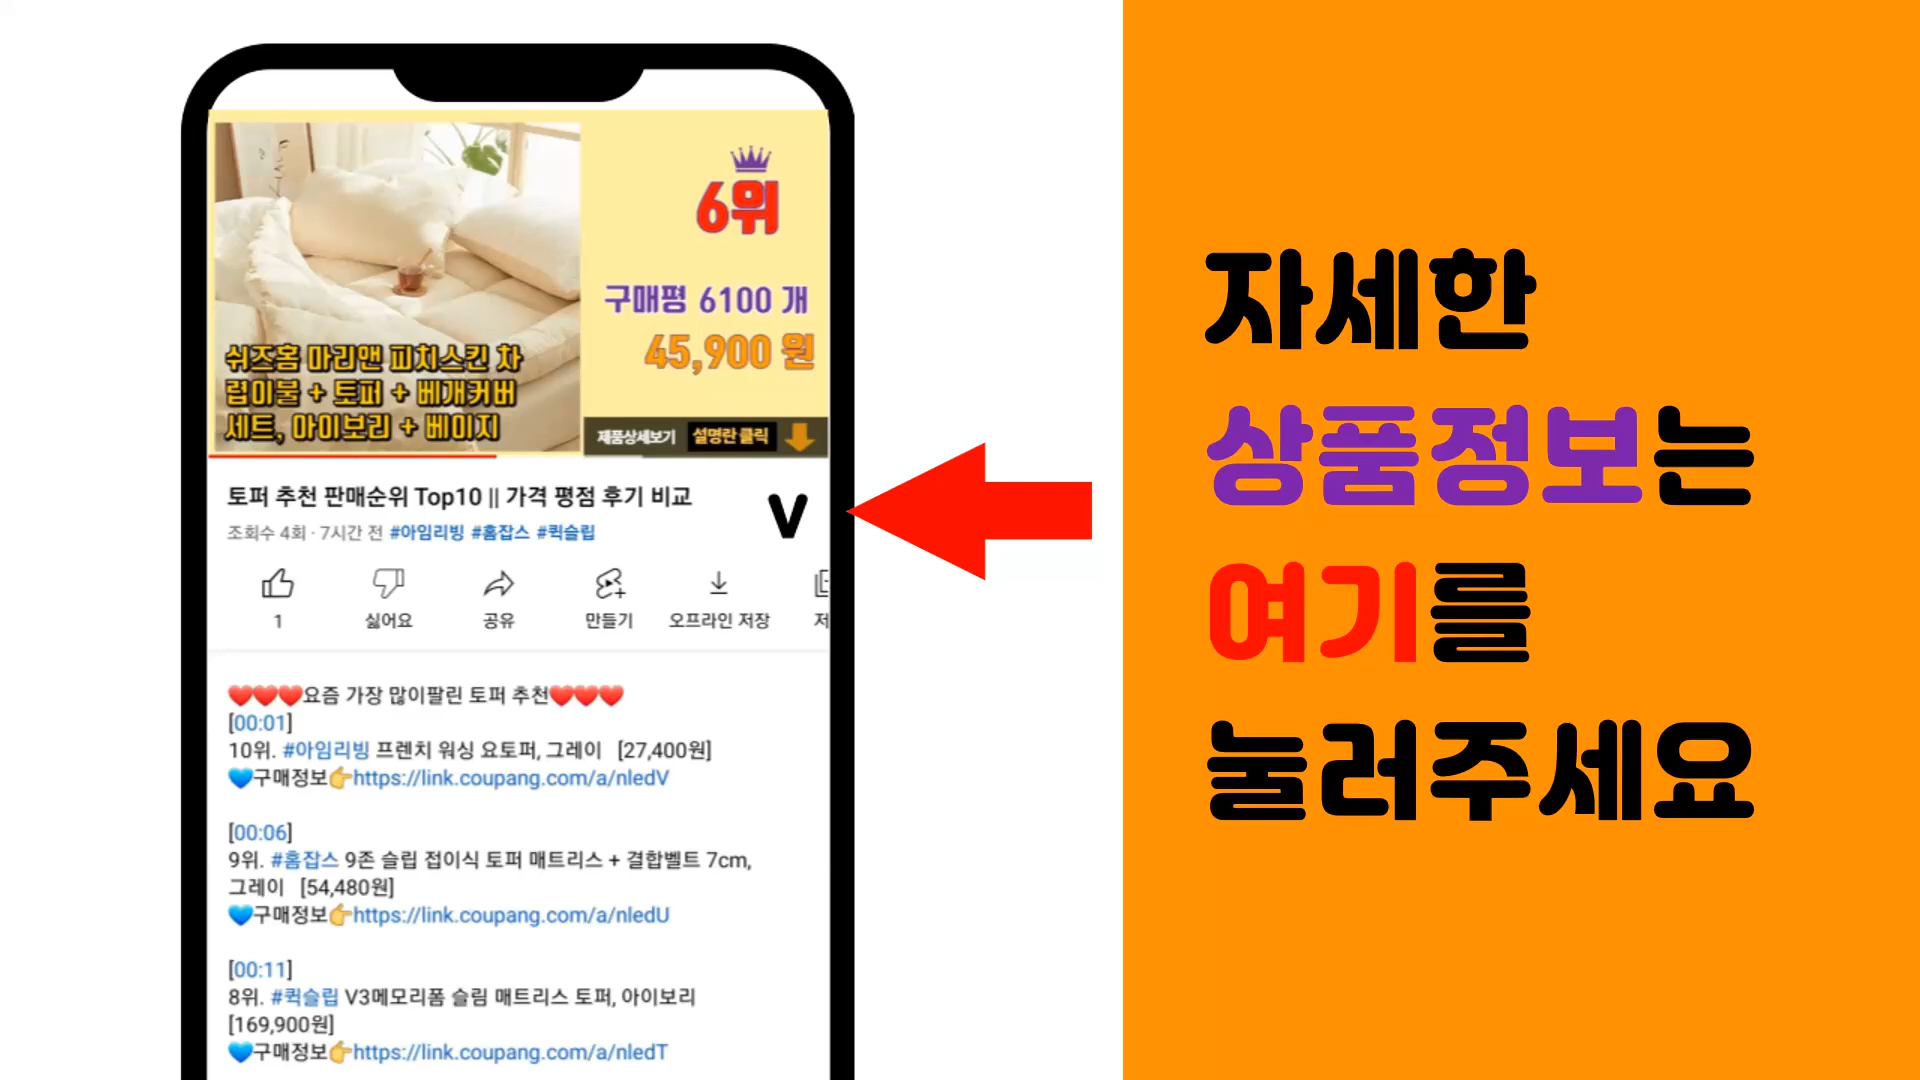 6위
구매평 6100 개
45,900 원
쉬즈홈 마리앤 피치스킨 차
렵이불 + 토퍼 + 베개커버
세트, 아이보리 + 베이지
제품상세보기 설명란 클릭
토퍼 추천 판매순위 Top10 || 가격 평점 후기 비교
V
조회수 4회 · 7시간 전 #아임리빙 #홈잡스 #퀵슬립
1 싫어요 공유 만들기 오프라인 저장 저
❤️❤️❤️요즘 가장 많이팔린 토퍼 추천❤️❤️❤️
[00:01]
10위. #아임리빙 프렌치 워싱 요토퍼, 그레이 [27,400원]
💙구매정보👉https://link.coupang.com/a/nledV
[00:06]
9위. #홈잡스 9존 슬립 접이식 토퍼 매트리스 + 결합벨트 7cm,
그레이 [54,480원]
💙구매정보👉https://link.coupang.com/a/nledU
[00:11]
8위. #퀵슬립 V3메모리폼 슬림 매트리스 토퍼, 아이보리
[169,900원]
💙구매정보👉https://link.coupang.com/a/nledT
자세한
상품정보는
여기를
눌러주세요